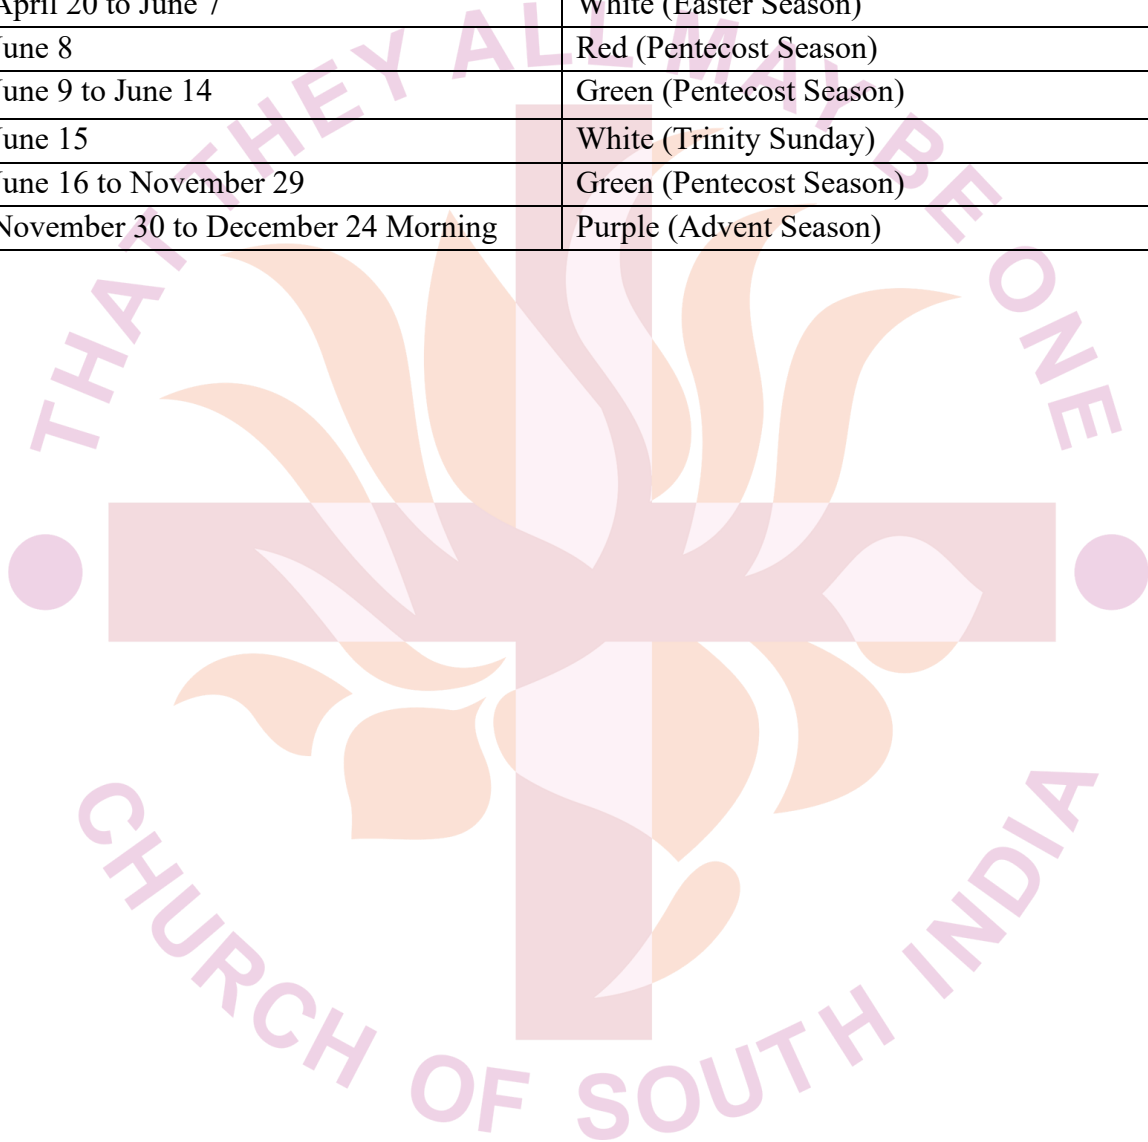 April 20 to June 7 White (Easter Season)
June 8 Red (Pentecost Season)
June 9 to June 14 Green (Pentecost Season)
June 15 White (Trinity Sunday)
June 16 to November 29 Green (Pentecost Season)
November 30 to December 24 Morning Purple (Advent Season)
THAT THEY ALL MAY BE ONE
CHURCH OF SOUTH INDIA